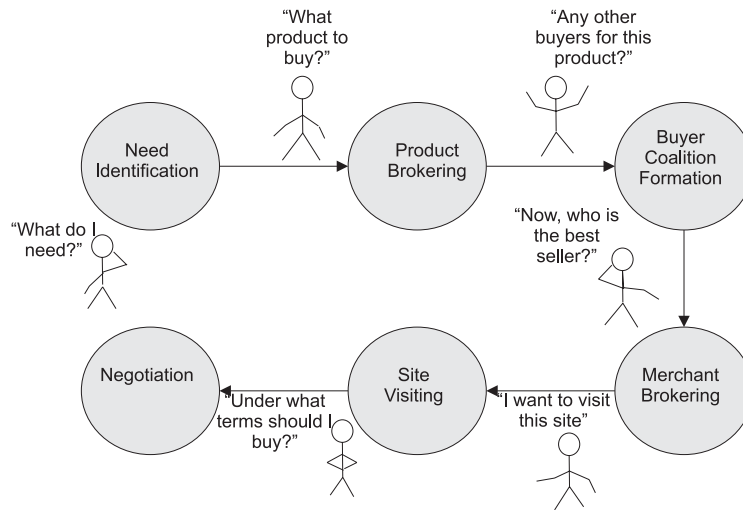 “What
product to
buy?”
“Any other
buyers for this
product?”
Need
Identification
Product
Brokering
Buyer
Coalition
Formation
“What do I
need?”
“Now, who is
the best
seller?”
Negotiation
Site
Visiting
Merchant
Brokering
“Under what
terms should I
buy?”
“I want to visit
this site”